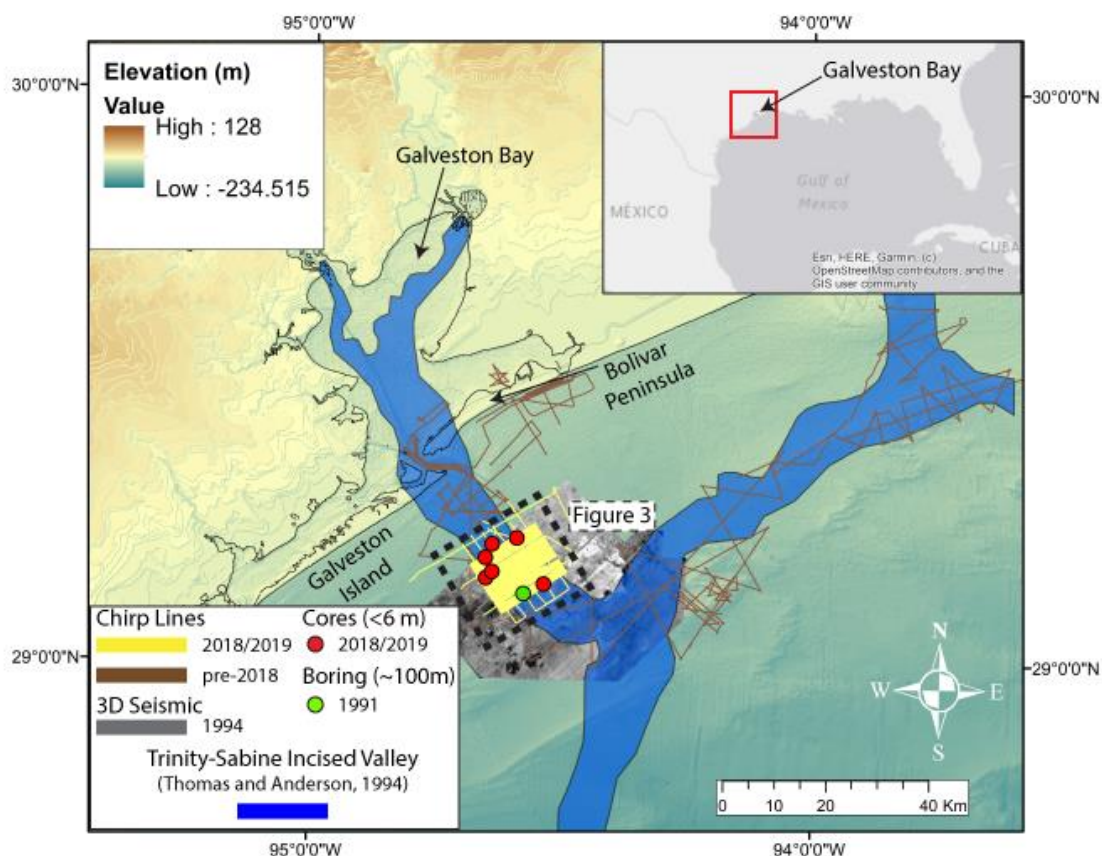 95°0'0"W
94°0'0"W
30°0'0"N
30°0'0"N
Elevation (m)
Value
High : 128
Low : -234.515
Galveston Bay
Galveston Bay
Gulf of
Mexico
MÉXICO
CUBA
Esri, HERE, Garmin, (c)
OpenStreetMap contributors, and the
GIS user community
Bolivar
Peninsula
Figure 3
Galveston
Island
Chirp Lines
2018/2019
pre-2018
3D Seismic
1994
Cores (<6 m)
2018/2019
Boring (~100m)
1991
Trinity-Sabine Incised Valley
(Thomas and Anderson, 1994)
29°0'0"N
29°0'0"N
N
W
E
S
0 5 10 20 30 40 Km
95°0'0"W
94°0'0"W